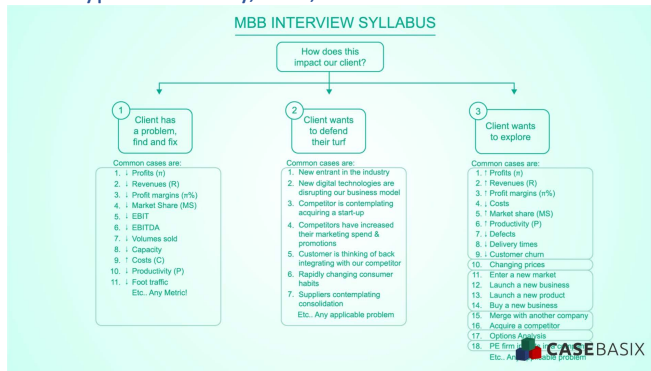 MBB INTERVIEW SYLLABUS
How does this
impact our client?
1
Client has
a problem,
find and fix
Common cases are:
1. ↓ Profits (π)
2. ↓ Revenues (R)
3. ↓ Profit margins (π%)
4. ↓ Market Share (MS)
5. ↓ EBIT
6. ↓ EBITDA
7. ↓ Volumes sold
8. ↓ Capacity
9. ↑ Costs (C)
10. ↓ Productivity (P)
11. ↓ Foot traffic
Etc.. Any Metric!
2
Client wants
to defend
their turf
Common cases are:
1. New entrant in the industry
2. New digital technologies are
disrupting our business model
3. Competitor is contemplating
acquiring a start-up
4. Competitors have increased
their marketing spend &
promotions
5. Customer is thinking of back
integrating with our competitor
6. Rapidly changing consumer
habits
7. Suppliers contemplating
consolidation
Etc.. Any applicable problem
3
Client wants
to explore
Common cases are:
1. ↑ Profits (π)
2. ↑ Revenues (R)
3. ↑ Profit margins (π%)
4. ↓ Costs
5. ↑ Market share (MS)
6. ↑ Productivity (P)
7. ↓ Defects
8. ↓ Delivery times
9. ↓ Customer churn
10. Changing prices
11. Enter a new market
12. Launch a new business
13. Launch a new product
14. Buy a new business
15. Merge with another company
16. Acquire a competitor
17. Options Analysis
18. PE firm
Etc.. problem
CASEBASIX